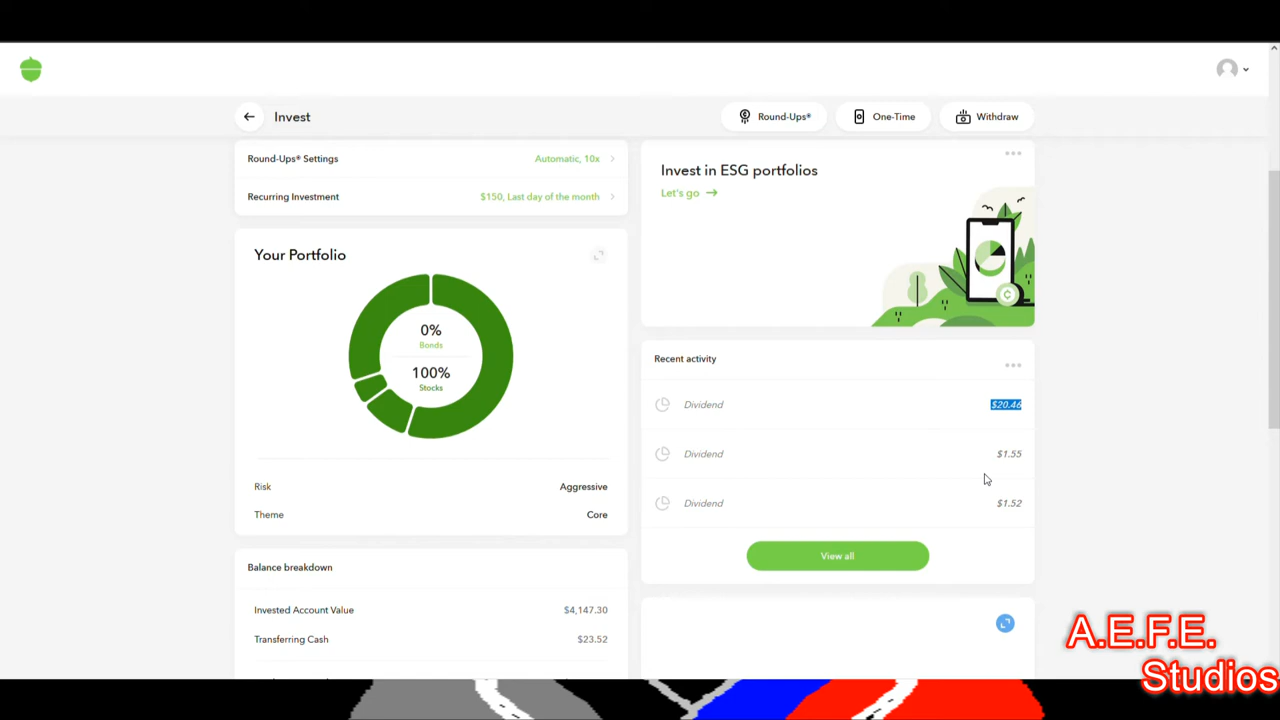 Invest
Round-Ups®
One-Time
Withdraw
Round-Ups® Settings
Automatic, 10x
Recurring Investment
$150, Last day of the month
Your Portfolio
0%
Bonds
100%
Stocks
Risk
Aggressive
Theme
Core
Balance breakdown
Invested Account Value
$4,147.30
Transferring Cash
$23.52
Invest in ESG portfolios
Let's go
Recent activity
Dividend
$20.46
Dividend
$1.55
Dividend
$1.52
View all
A.E.F.E.
Studios